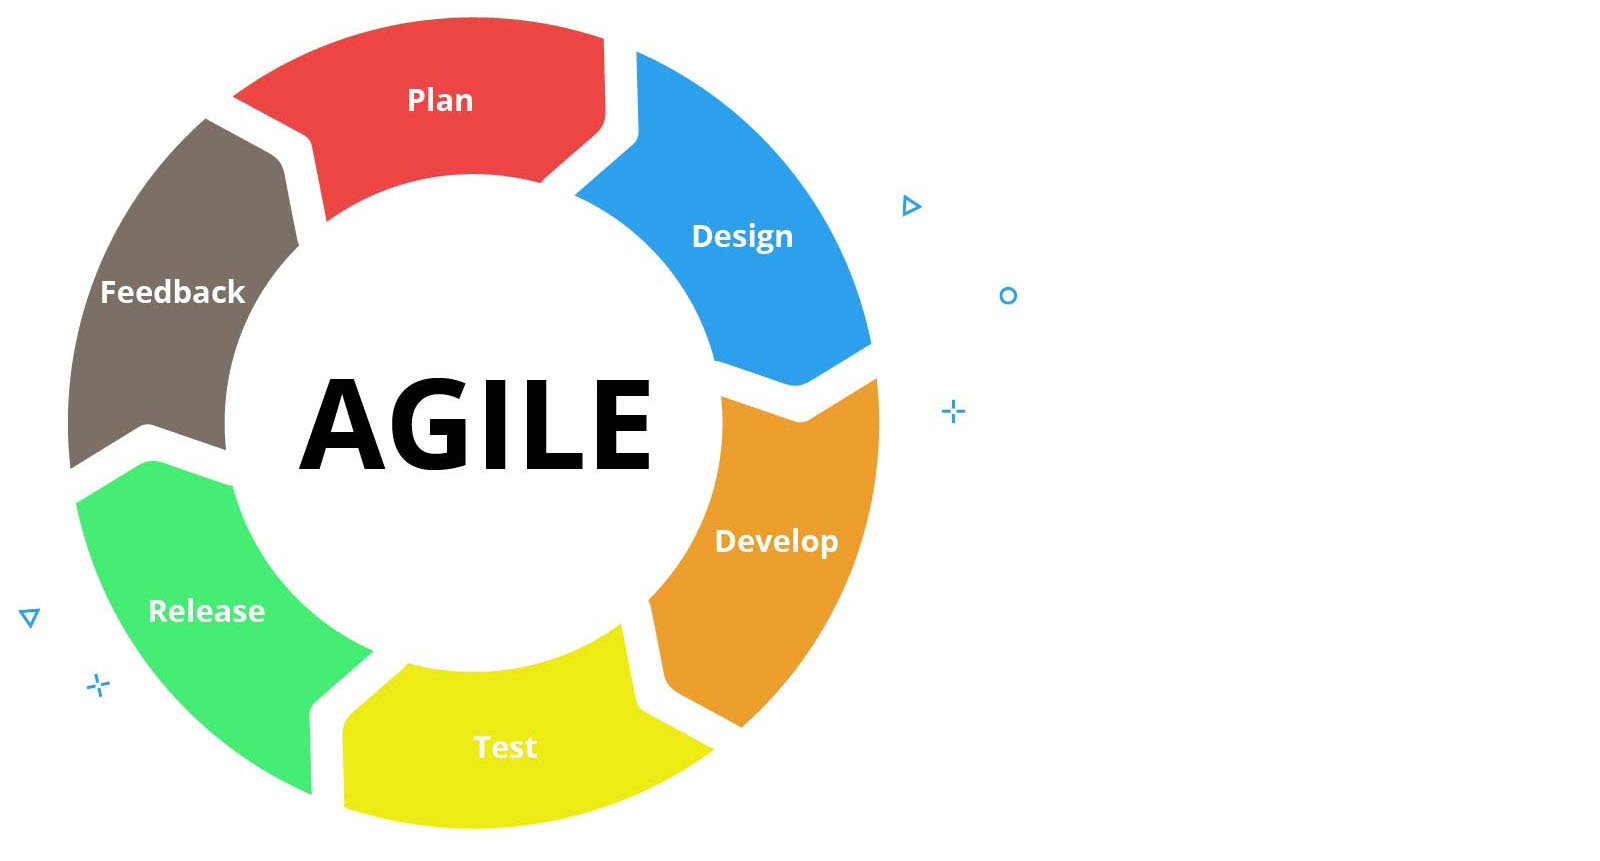 Plan
Design
Develop
Test
Release
Feedback
AGILE